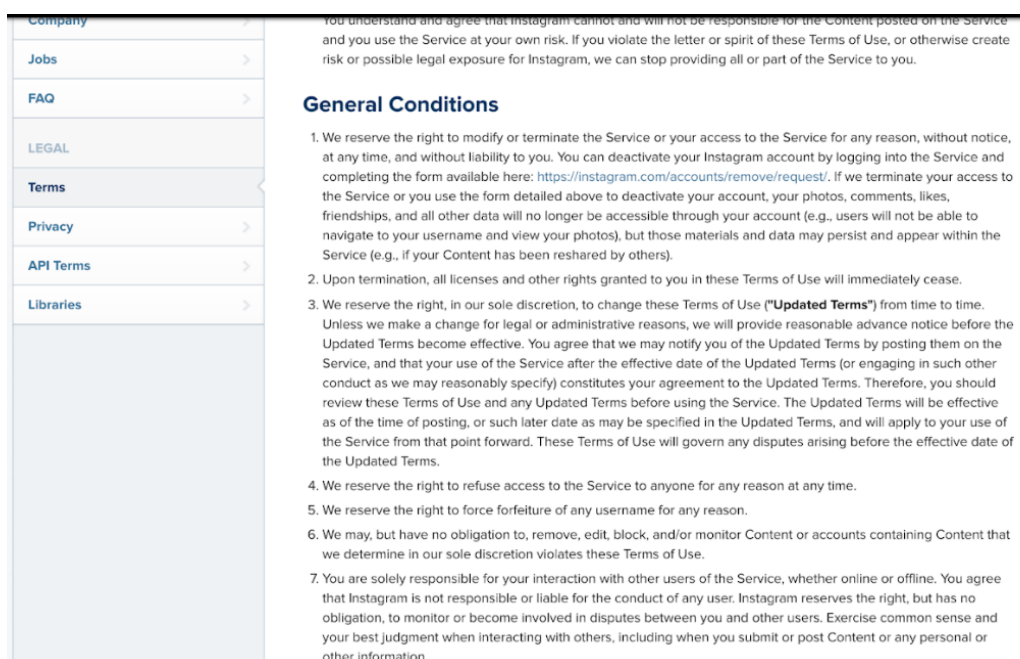 Company
Jobs
FAQ
LEGAL
Terms
Privacy
API Terms
Libraries
You understand and agree that Instagram cannot and will not be responsible for the Content posted on the Service
and you use the Service at your own risk. If you violate the letter or spirit of these Terms of Use, or otherwise create
risk or possible legal exposure for Instagram, we can stop providing all or part of the Service to you.
General Conditions
1. We reserve the right to modify or terminate the Service or your access to the Service for any reason, without notice,
at any time, and without liability to you. You can deactivate your Instagram account by logging into the Service and
completing the form available here: https://instagram.com/accounts/remove/request/. If we terminate your access to
the Service or you use the form detailed above to deactivate your account, your photos, comments, likes,
friendships, and all other data will no longer be accessible through your account (e.g., users will not be able to
navigate to your username and view your photos), but those materials and data may persist and appear within the
Service (e.g., if your Content has been reshared by others).
2. Upon termination, all licenses and other rights granted to you in these Terms of Use will immediately cease.
3. We reserve the right, in our sole discretion, to change these Terms of Use ("Updated Terms") from time to time.
Unless we make a change for legal or administrative reasons, we will provide reasonable advance notice before the
Updated Terms become effective. You agree that we may notify you of the Updated Terms by posting them on the
Service, and that your use of the Service after the effective date of the Updated Terms (or engaging in such other
conduct as we may reasonably specify) constitutes your agreement to the Updated Terms. Therefore, you should
review these Terms of Use and any Updated Terms before using the Service. The Updated Terms will be effective
as of the time of posting, or such later date as may be specified in the Updated Terms, and will apply to your use of
the Service from that point forward. These Terms of Use will govern any disputes arising before the effective date of
the Updated Terms.
4. We reserve the right to refuse access to the Service to anyone for any reason at any time.
5. We reserve the right to force forfeiture of any username for any reason.
6. We may, but have no obligation to, remove, edit, block, and/or monitor Content or accounts containing Content that
we determine in our sole discretion violates these Terms of Use.
7. You are solely responsible for your interaction with other users of the Service, whether online or offline. You agree
that Instagram is not responsible or liable for the conduct of any user. Instagram reserves the right, but has no
obligation, to monitor or become involved in disputes between you and other users. Exercise common sense and
your best judgment when interacting with others, including when you submit or post Content or any personal or
other information.